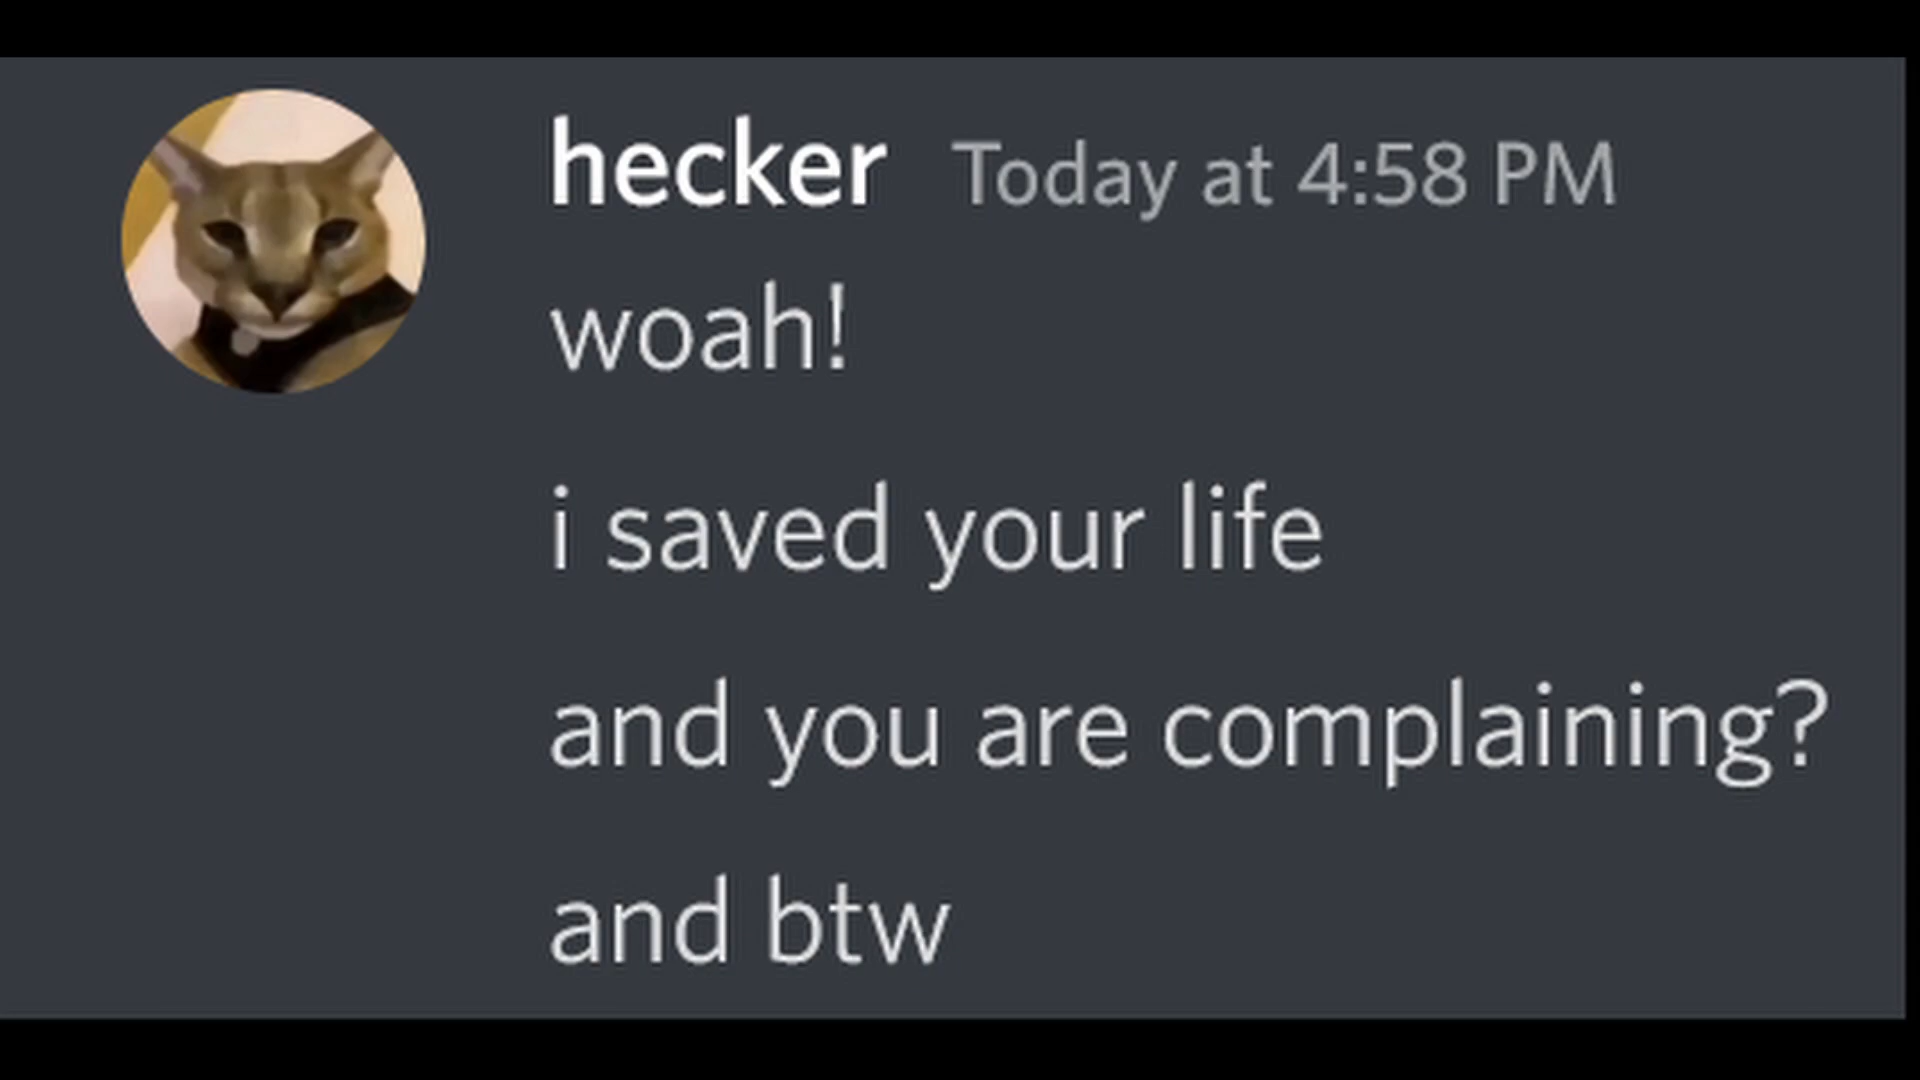 hecker Today at 4:58 PM
woah!
i saved your life
and you are complaining?
and btw